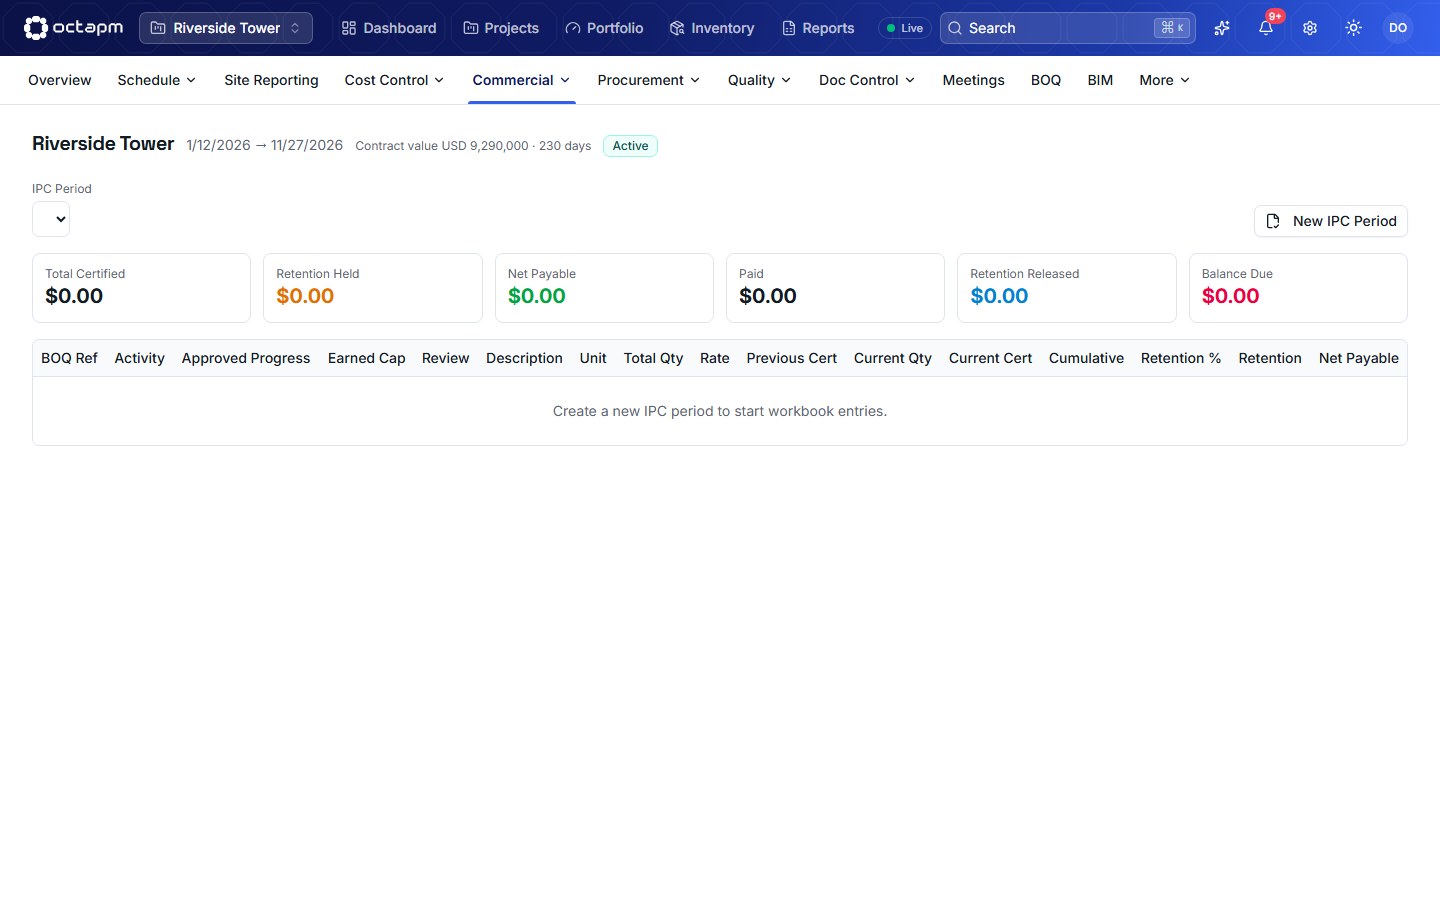 octapm Riverside Tower Dashboard Projects Portfolio Inventory Reports Live Search ⌘ K 9+ DO
Overview Schedule Site Reporting Cost Control Commercial Procurement Quality Doc Control Meetings BOQ BIM More
Riverside Tower 1/12/2026 → 11/27/2026 Contract value USD 9,290,000 · 230 days Active
IPC Period
New IPC Period
Total Certified Retention Held Net Payable Paid Retention Released Balance Due
$0.00 $0.00 $0.00 $0.00 $0.00 $0.00
BOQ Ref Activity Approved Progress Earned Cap Review Description Unit Total Qty Rate Previous Cert Current Qty Current Cert Cumulative Retention % Retention Net Payable
Create a new IPC period to start workbook entries.